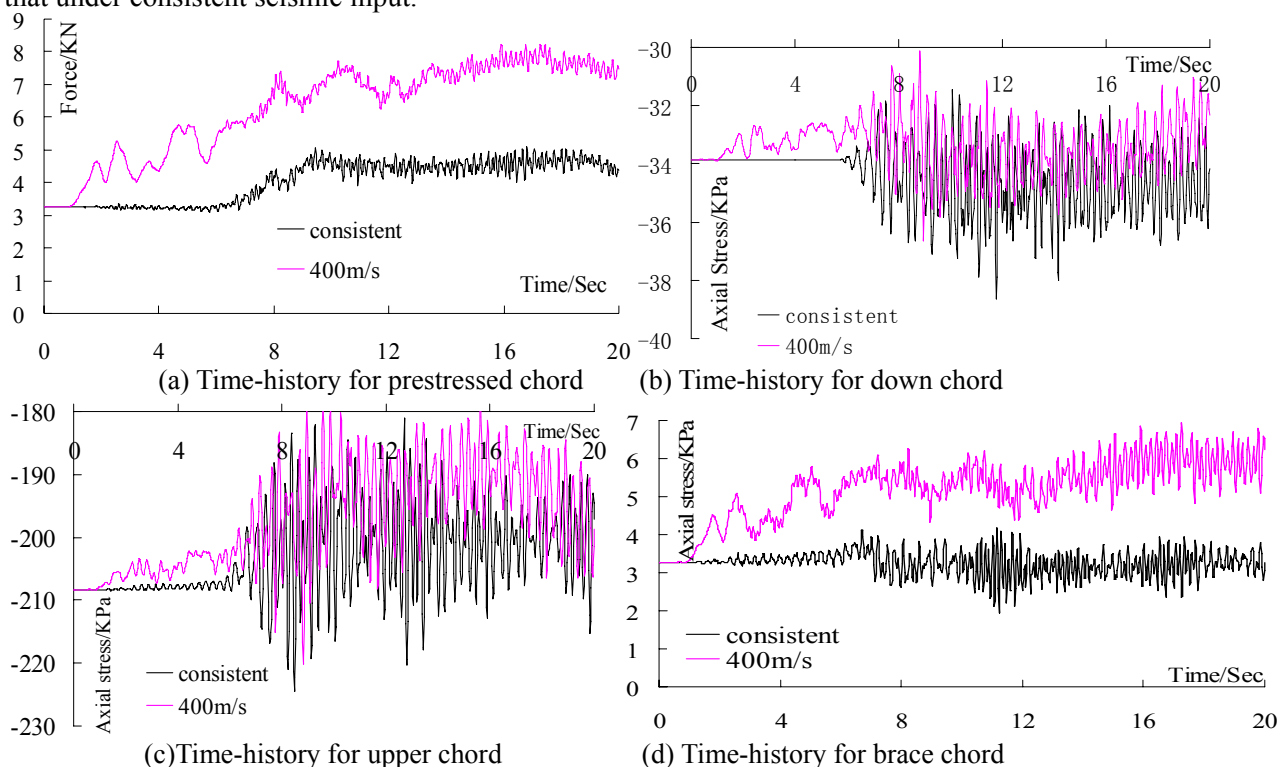 that under consistent seismic input.
9
8
7
6
5
4
3
2
1
0
Force/KN
consistent
400m/s
Time/Sec
0 4 8 12 16 20
(a) Time-history for prestressed chord
-30
-32
-34
-36
-38
-40
Time/Sec
0 4 8 12 16 20
Axial Stress/KPa
consistent
400m/s
(b) Time-history for down chord
-180
-190
-200
-210
-220
-230
Time/Sec
0 4 8 12 16 20
Axial stress/KPa
consistent
400m/s
(c)Time-history for upper chord
7
6
5
4
3
2
1
0
Axial stress/KPa
consistent
400m/s
Time/Sec
0 4 8 12 16 20
(d) Time-history for brace chord